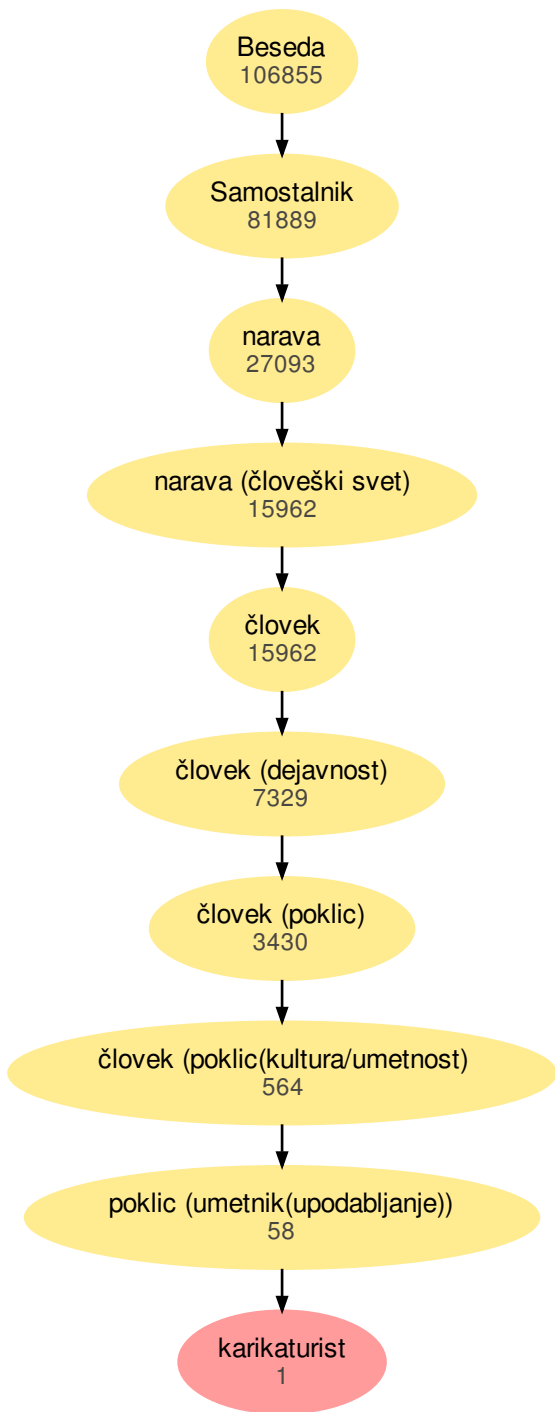 Beseda
106855
Samostalnik
81889
narava
27093
narava (človeški svet)
15962
človek
15962
človek (dejavnost)
7329
človek (poklic)
3430
človek (poklic(kultura/umetnost)
564
poklic (umetnik(upodabljanje))
58
karikaturist
1